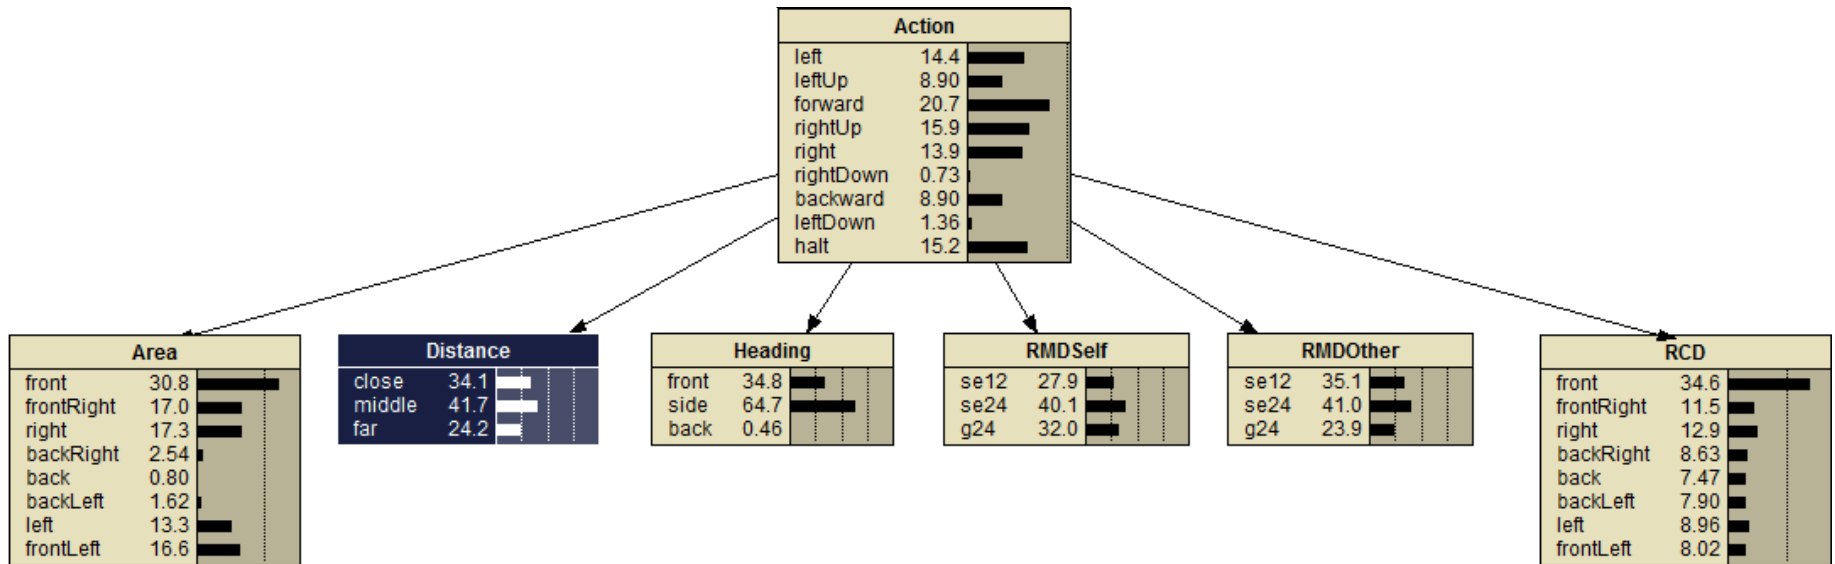 Action
left 14.4
leftUp 8.90
forward 20.7
rightUp 15.9
right 13.9
rightDown 0.73
backward 8.90
leftDown 1.36
halt 15.2
Area
front 30.8
frontRight 17.0
right 17.3
backRight 2.54
back 0.80
backLeft 1.62
left 13.3
frontLeft 16.6
Distance
close 34.1
middle 41.7
far 24.2
Heading
front 34.8
side 64.7
back 0.46
RMDSelf
se12 27.9
se24 40.1
g24 32.0
RMDOther
se12 35.1
se24 41.0
g24 23.9
RCD
front 34.6
frontRight 11.5
right 12.9
backRight 8.63
back 7.47
backLeft 7.90
left 8.96
frontLeft 8.02